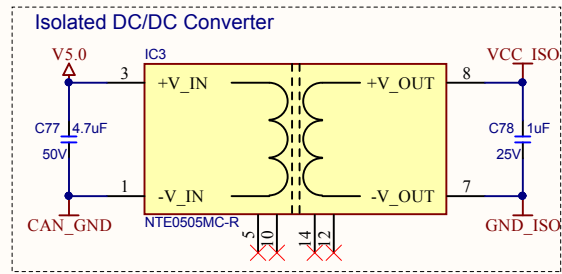 Isolated DC/DC Converter
V5.0
IC3
VCC_ISO
3
+V_IN
+V_OUT
8
C77
4.7uF
50V
C78
1uF
25V
1
-V_IN
-V_OUT
7
CAN_GND
NTE0505MC-R
GND_ISO
5
10
14
12